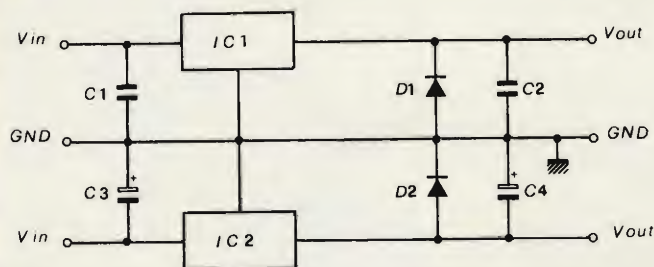 Vin
IC1
Vout
C1
D1
C2
GND
GND
+
+
C3
D2
C4
Vin
IC2
Vout